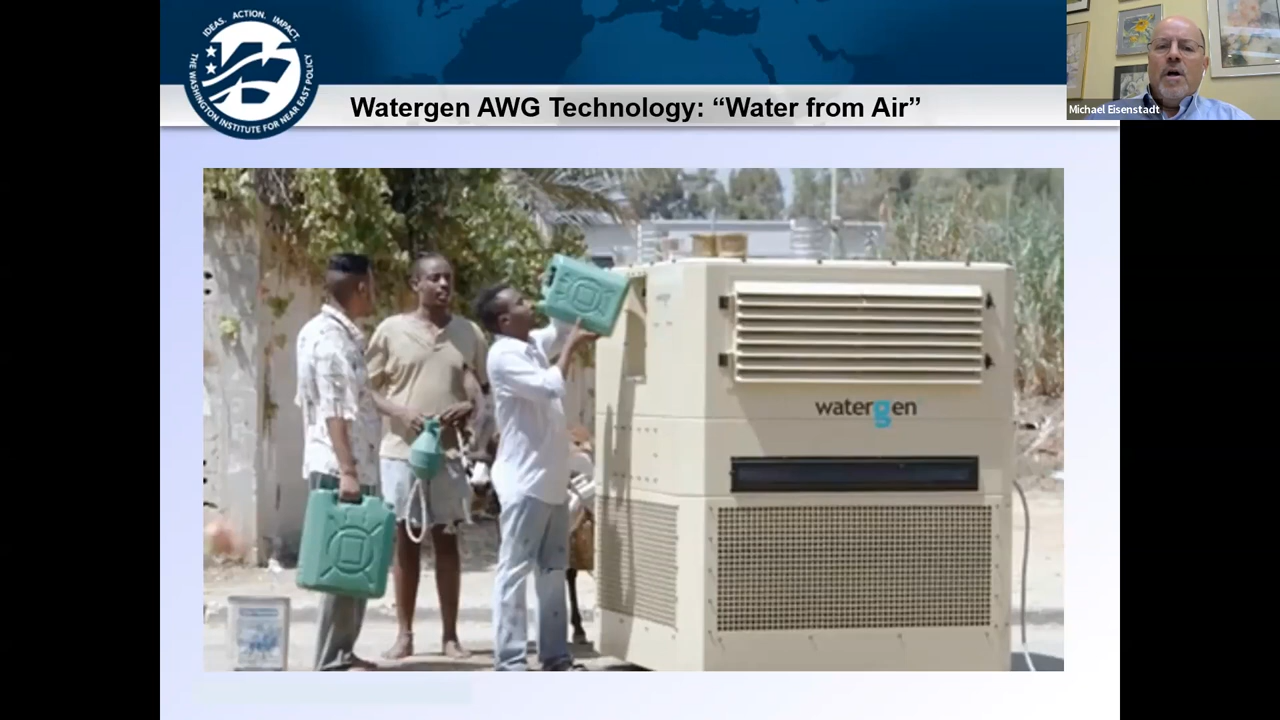 IDEAS. ACTION. IMPACT.
THE WASHINGTON INSTITUTE FOR NEAR EAST POLICY
Watergen AWG Technology: “Water from Air”
Michael Eisenstadt
watergen